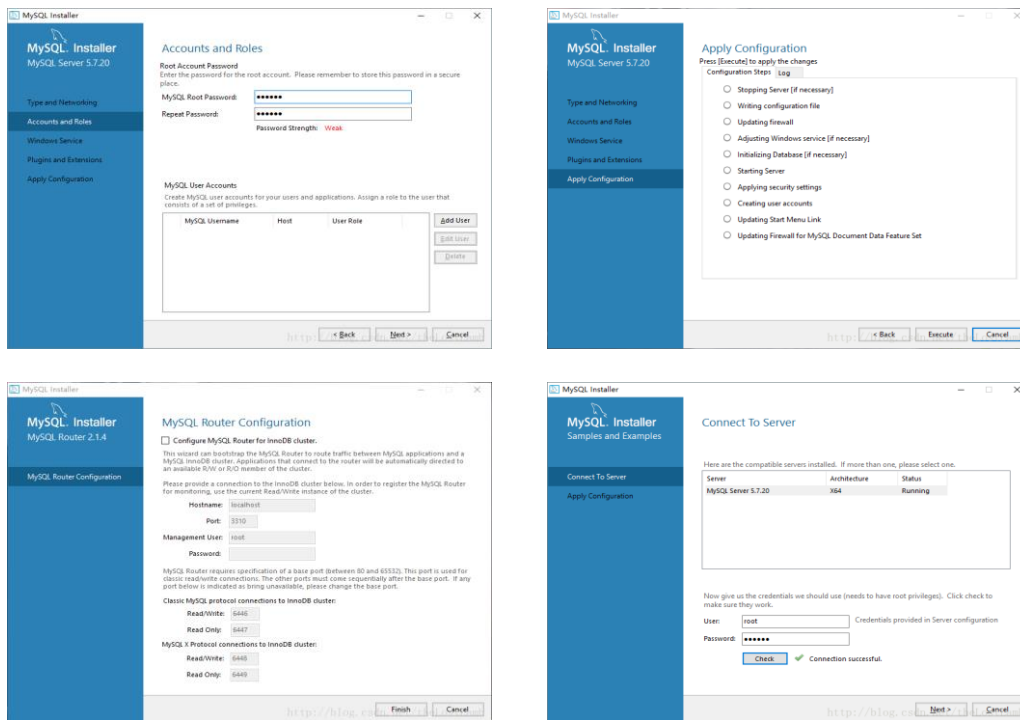 MySQL Installer
MySQL. Installer
MySQL Server 5.7.20
Type and Networking
Accounts and Roles
Windows Service
Plugins and Extensions
Apply Configuration
Accounts and Roles
Root Account Password
Enter the password for the root account. Please remember to store this password in a secure
place.
MySQL Root Password: ••••••
Repeat Password: ••••••
Password Strength: Weak
MySQL User Accounts
Create MySQL user accounts for your users and applications. Assign a role to the user that
consists of a set of privileges.
MySQL Username Host User Role
Add User
Edit User
Delete
< Back Next > Cancel
MySQL Installer
MySQL. Installer
MySQL Server 5.7.20
Type and Networking
Accounts and Roles
Windows Service
Plugins and Extensions
Apply Configuration
Apply Configuration
Press [Execute] to apply the changes
Configuration Steps Log
Stopping Server [if necessary]
Writing configuration file
Updating firewall
Adjusting Windows service [if necessary]
Initializing Database [if necessary]
Starting Server
Applying security settings
Creating user accounts
Updating Start Menu Link
Updating Firewall for MySQL Document Data Feature Set
< Back Execute Cancel
MySQL Installer
MySQL. Installer
MySQL Router 2.1.4
MySQL Router Configuration
MySQL Router Configuration
Configure MySQL Router for InnoDB cluster.
This wizard can bootstrap the MySQL Router to route traffic between MySQL applications and a
MySQL InnoDB cluster. Applications that connect to the router will be automatically directed to
an available R/W or R/O member of the cluster.
Please provide a connection to the InnoDB cluster below. In order to register the MySQL Router
for monitoring, use the current Read/Write instance of the cluster.
Hostname: localhost
Port: 3310
Management User: root
Password:
MySQL Router requires specification of a base port (between 80 and 65532). This port is used for
classic read/write connections. The other ports must come sequentially after the base port. If any
port below is indicated as bring unavailable, please change the base port.
Classic MySQL protocol connections to InnoDB cluster:
Read/Write: 6446
Read Only: 6447
MySQL X Protocol connections to InnoDB cluster:
Read/Write: 6448
Read Only: 6449
Finish Cancel
MySQL Installer
MySQL. Installer
Samples and Examples
Connect To Server
Apply Configuration
Connect To Server
Here are the compatible servers installed. If more than one, please select one.
Server Architecture Status
MySQL Server 5.7.20 X64 Running
Now give us the credentials we should use (needs to have root privileges). Click check to
make sure they work.
User: root Credentials provided in Server configuration
Password: ••••••
Check Connection successful.
Next > Cancel